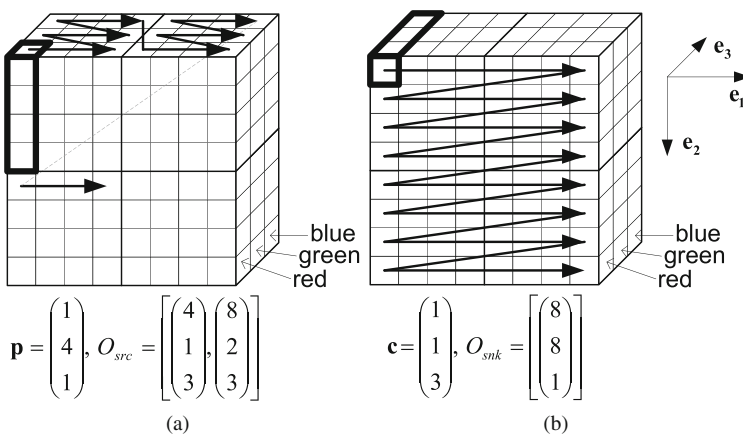 e₃
e₁
e₂
blue
green
red
blue
green
red
p = (1 4 1), O_src = [(4 1 3), (8 2 3)]
c = (1 1 3), O_snk = [(8 8 1)]
(a)
(b)